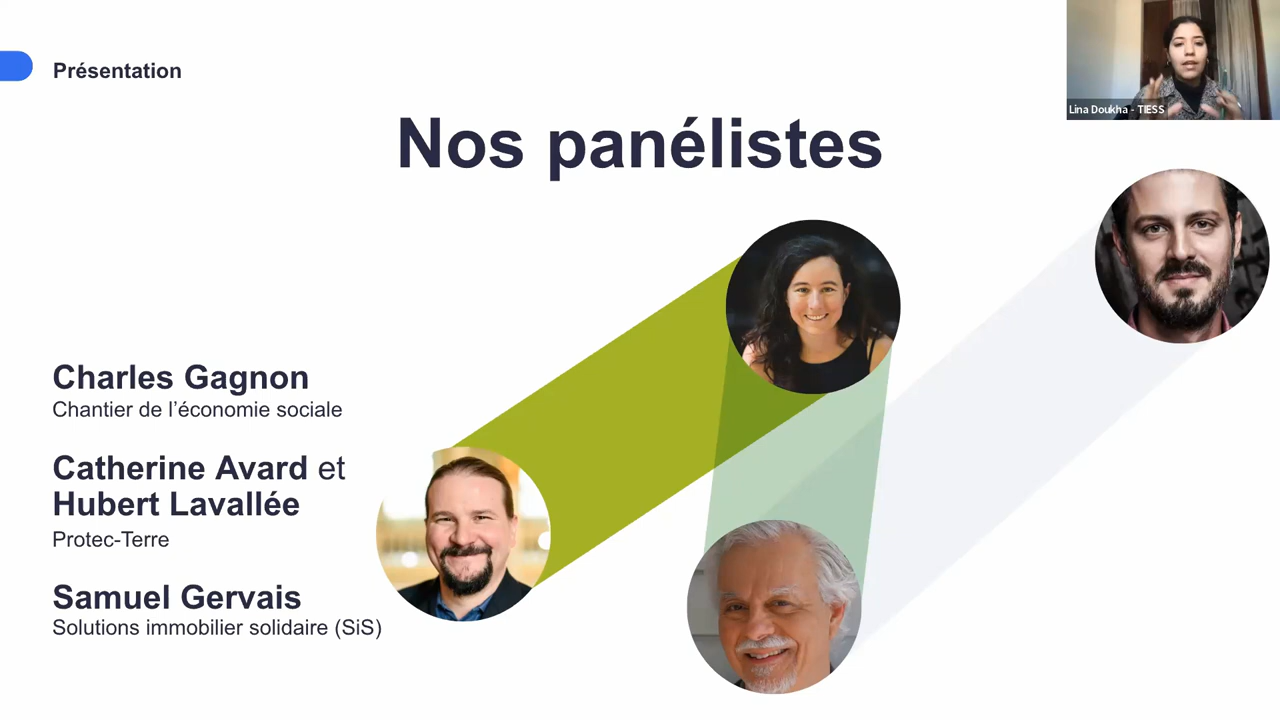 Présentation
Lina Doukha - TIESS
Nos panélistes
Charles Gagnon
Chantier de l’économie sociale
Catherine Avard et
Hubert Lavallée
Protec-Terre
Samuel Gervais
Solutions immobilier solidaire (SiS)